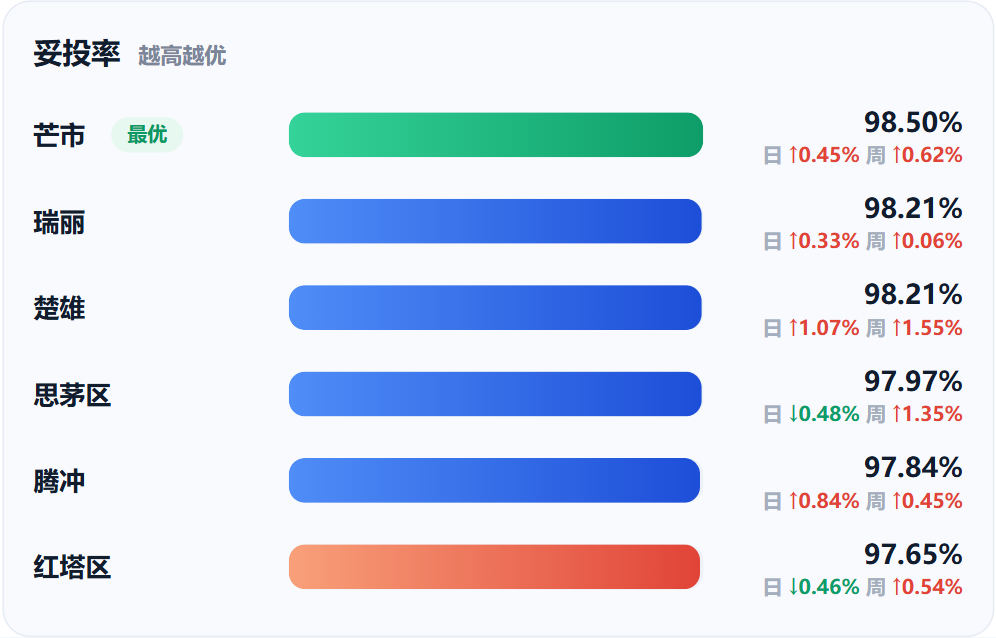 妥投率 越高越优
芒市 最优 98.50%
日 ↑0.45% 周 ↑0.62%
瑞丽 98.21%
日 ↑0.33% 周 ↑0.06%
楚雄 98.21%
日 ↑1.07% 周 ↑1.55%
思茅区 97.97%
日 ↓0.48% 周 ↑1.35%
腾冲 97.84%
日 ↑0.84% 周 ↑0.45%
红塔区 97.65%
日 ↓0.46% 周 ↑0.54%